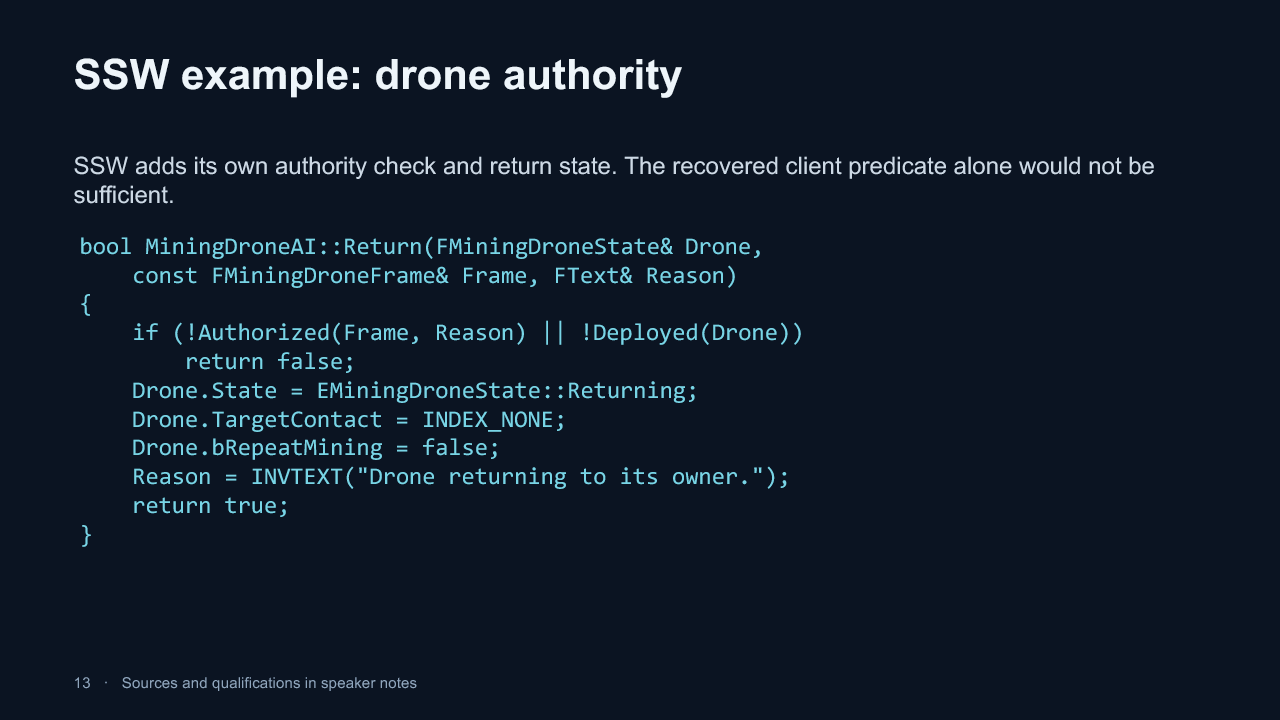 SSW example: drone authority
SSW adds its own authority check and return state. The recovered client predicate alone would not be
sufficient.
bool MiningDroneAI::Return(FMiningDroneState& Drone,
    const FMiningDroneFrame& Frame, FText& Reason)
{
    if (!Authorized(Frame, Reason) || !Deployed(Drone))
        return false;
    Drone.State = EMiningDroneState::Returning;
    Drone.TargetContact = INDEX_NONE;
    Drone.bRepeatMining = false;
    Reason = INVTEXT("Drone returning to its owner.");
    return true;
}
13 · Sources and qualifications in speaker notes